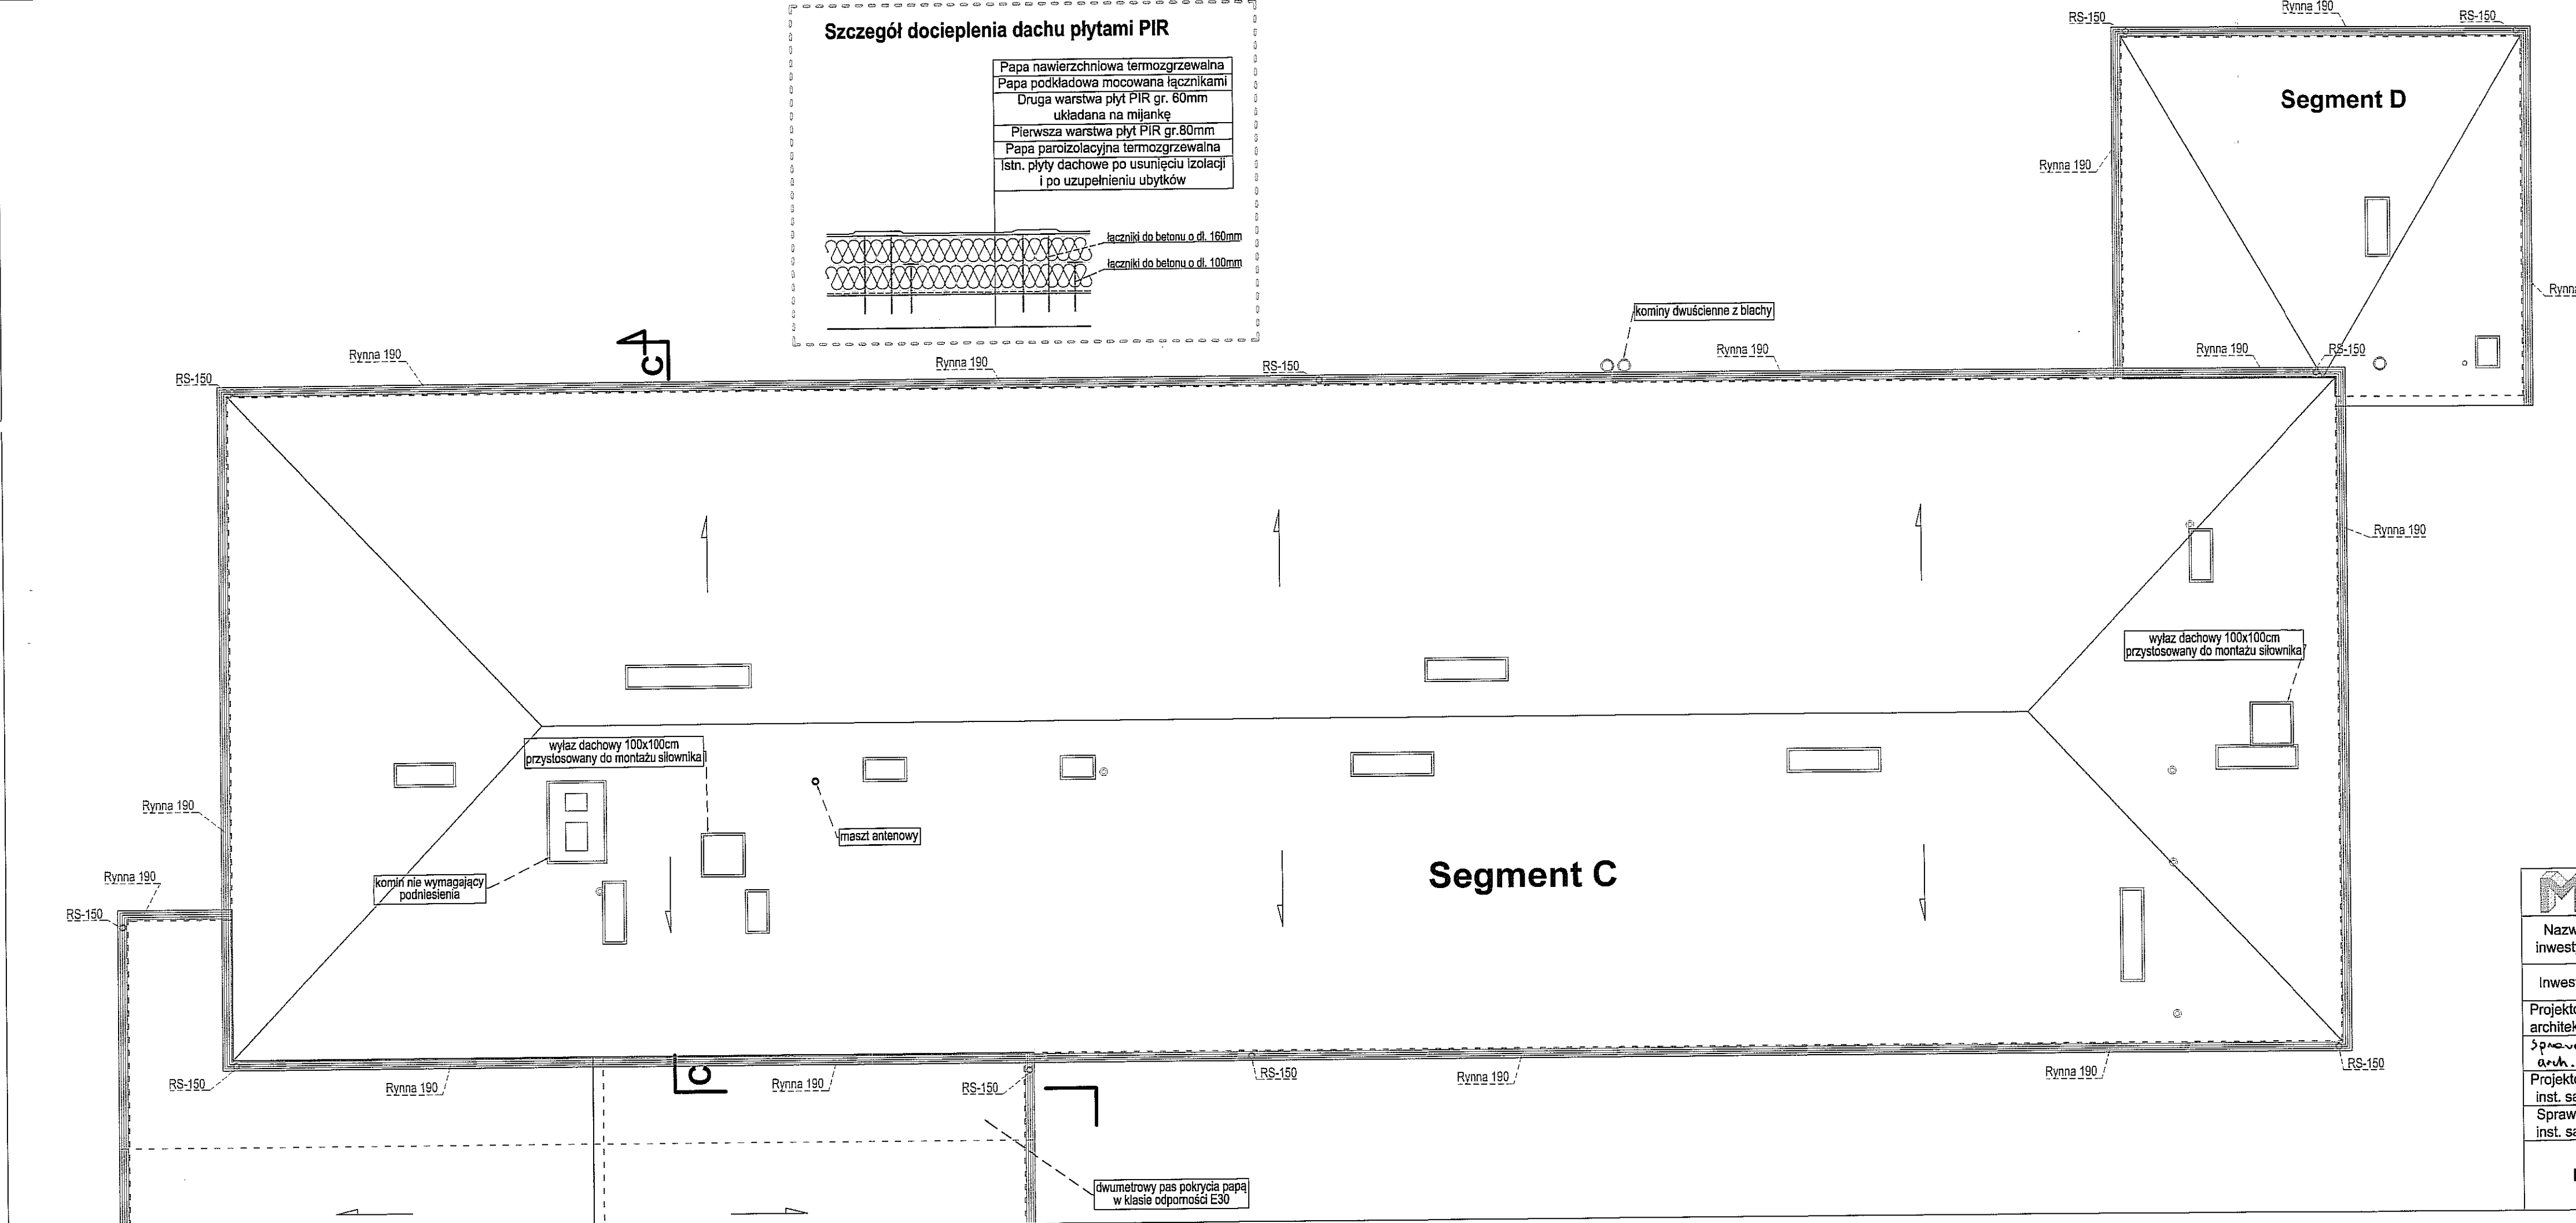 Szczegół docieplenia dachu płytami PIR
Papa nawierzchniowa termozgrzewalna
Papa podkładowa mocowana łącznikami
Druga warstwa płyt PIR gr. 60mm
układana na mijankę
Pierwsza warstwa płyt PIR gr.80mm
Papa paroizolacyjna termozgrzewalna
Istn. płyty dachowe po usunięciu izolacji
i po uzupełnieniu ubytków
łączniki do betonu o dł. 160mm
łączniki do betonu o dł. 100mm
RS-150
Rynna 190
RS-150
Segment D
Rynna 190
Rynna
kominy dwuścienne z blachy
Rynna 190
C
Rynna 190
RS-150
Rynna 190
Rynna 190
RS-150
RS-150
Rynna 190
wyłaz dachowy 100x100cm
przystosowany do montażu siłownika
wyłaz dachowy 100x100cm
przystosowany do montażu siłownika
Rynna 190
maszt antenowy
Segment C
komin nie wymagający
podniesienia
Rynna 190
RS-150
RS-150
Rynna 190
C
Rynna 190
RS-150
RS-150
Rynna 190
Rynna 190
RS-150
dwumetrowy pas pokrycia papą
w klasie odporności E30
M
Nazw
inwest
Inwes
Projekto
architek
arch.
Projekto
inst. sa
Spraw
inst. sa